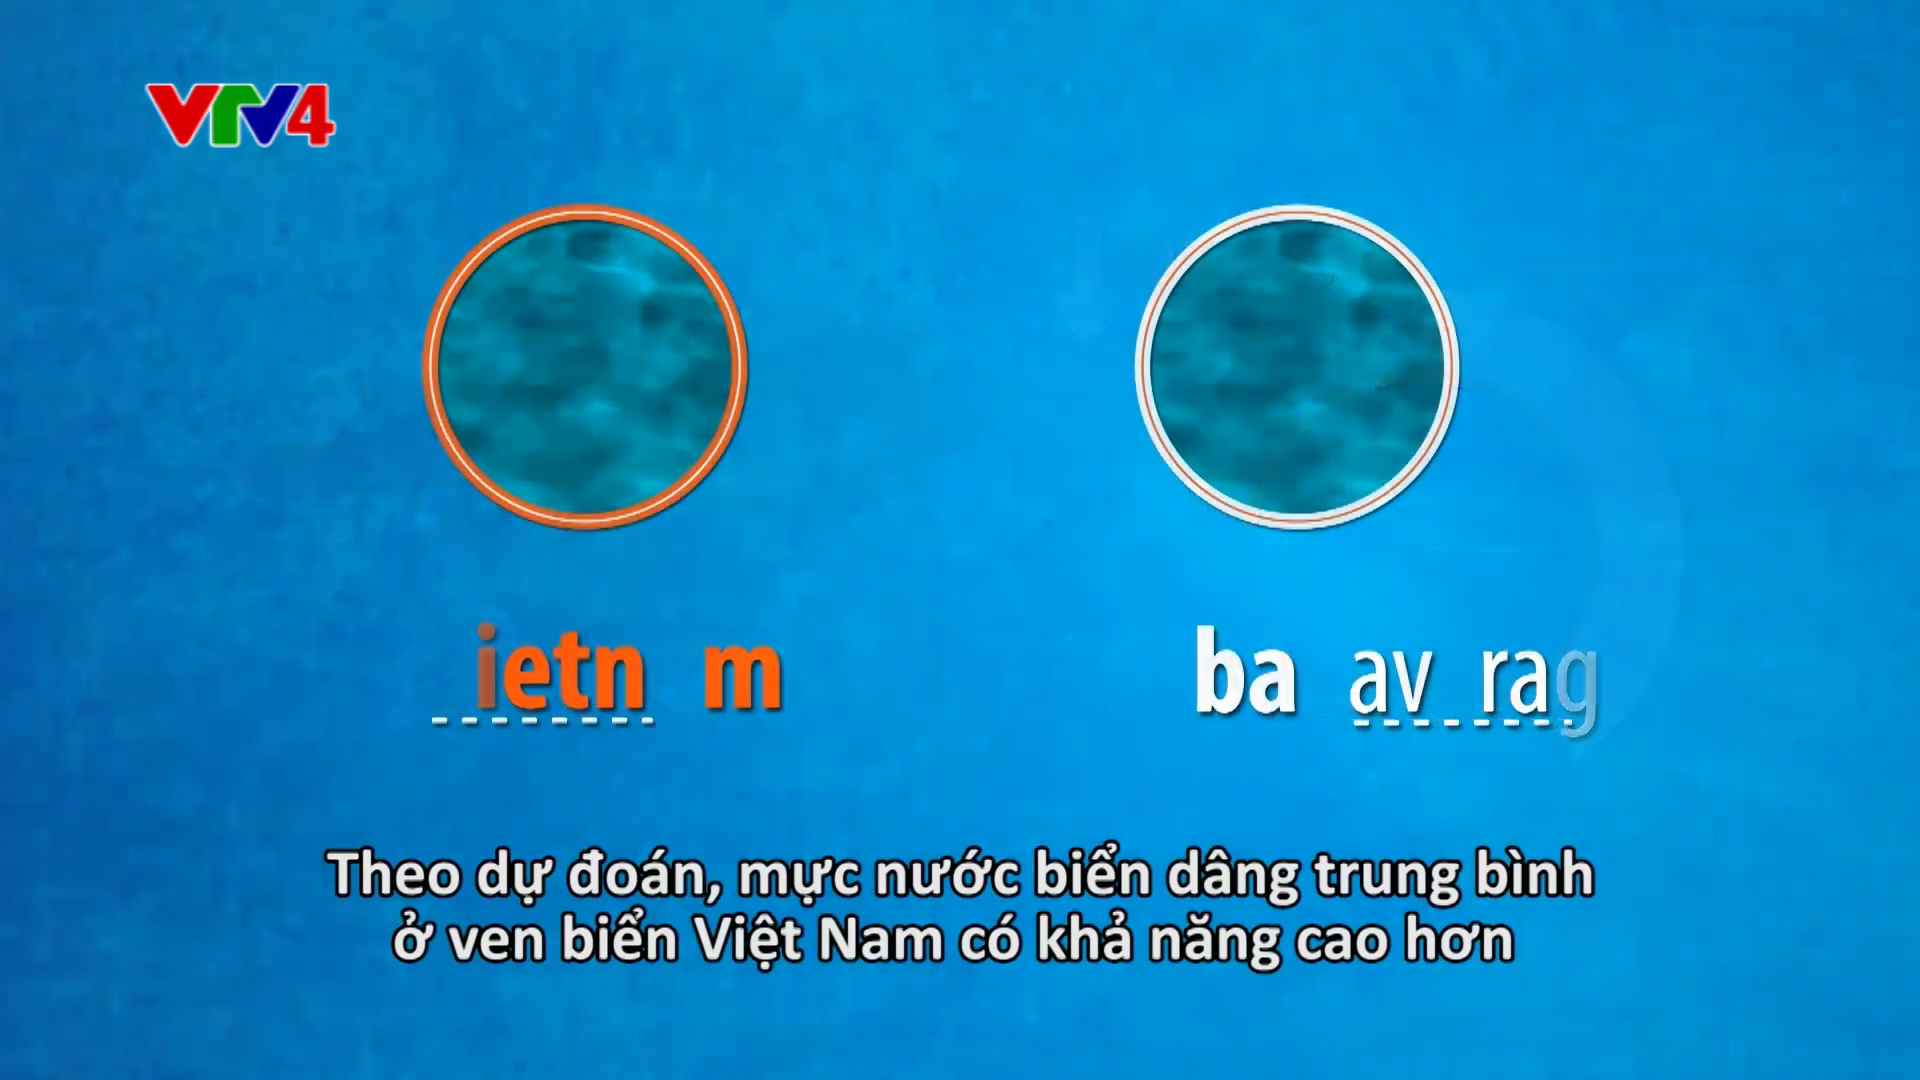 VTV4
ietn m
ba av rag
Theo dự đoán, mực nước biển dâng trung bình
ở ven biển Việt Nam có khả năng cao hơn